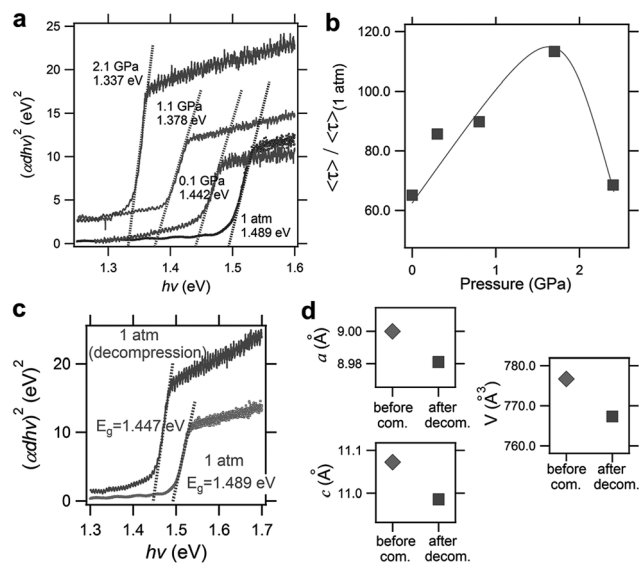 a
(αdhν)² (eV)²
25
20
15
10
5
0
2.1 GPa
1.337 eV
1.1 GPa
1.378 eV
0.1 GPa
1.442 eV
1 atm
1.489 eV
1.3
1.4
1.5
1.6
hν (eV)
b
<τ> / <τ>(1 atm)
120.0
100.0
80.0
60.0
0
1
2
Pressure (GPa)
c
(αdhν)² (eV)²
20
10
0
1 atm
(decompression)
Eg=1.447 eV
1 atm
Eg=1.489 eV
1.3
1.4
1.5
1.6
1.7
hν (eV)
d
a (Å)
9.00
8.98
before
com.
after
decom.
c (Å)
11.1
11.0
before
com.
after
decom.
V (Å³)
780.0
770.0
760.0
before
com.
after
decom.